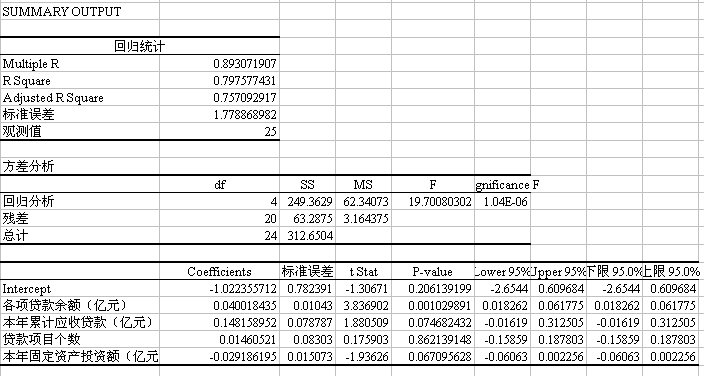 SUMMARY OUTPUT
回归统计
Multiple R 0.893071907
R Square 0.797577431
Adjusted R Square 0.757092917
标准误差 1.778868982
观测值 25
方差分析
df SS MS F gnificance F
回归分析 4 249.3629 62.34073 19.70080302 1.04E-06
残差 20 63.2875 3.164375
总计 24 312.6504
Coefficients 标准误差 t Stat P-value Lower 95% Upper 95% 下限 95.0% 上限 95.0%
Intercept -1.022355712 0.782391 -1.30671 0.206139199 -2.6544 0.609684 -2.6544 0.609684
各项贷款余额（亿元） 0.040018435 0.01043 3.836902 0.001029891 0.018262 0.061775 0.018262 0.061775
本年累计应收贷款（亿元） 0.148158952 0.078787 1.880509 0.074682432 -0.01619 0.312505 -0.01619 0.312505
贷款项目个数 0.01460521 0.08303 0.175903 0.862139148 -0.15859 0.187803 -0.15859 0.187803
本年固定资产投资额（亿元 -0.029186195 0.015073 -1.93626 0.067095628 -0.06063 0.002256 -0.06063 0.002256